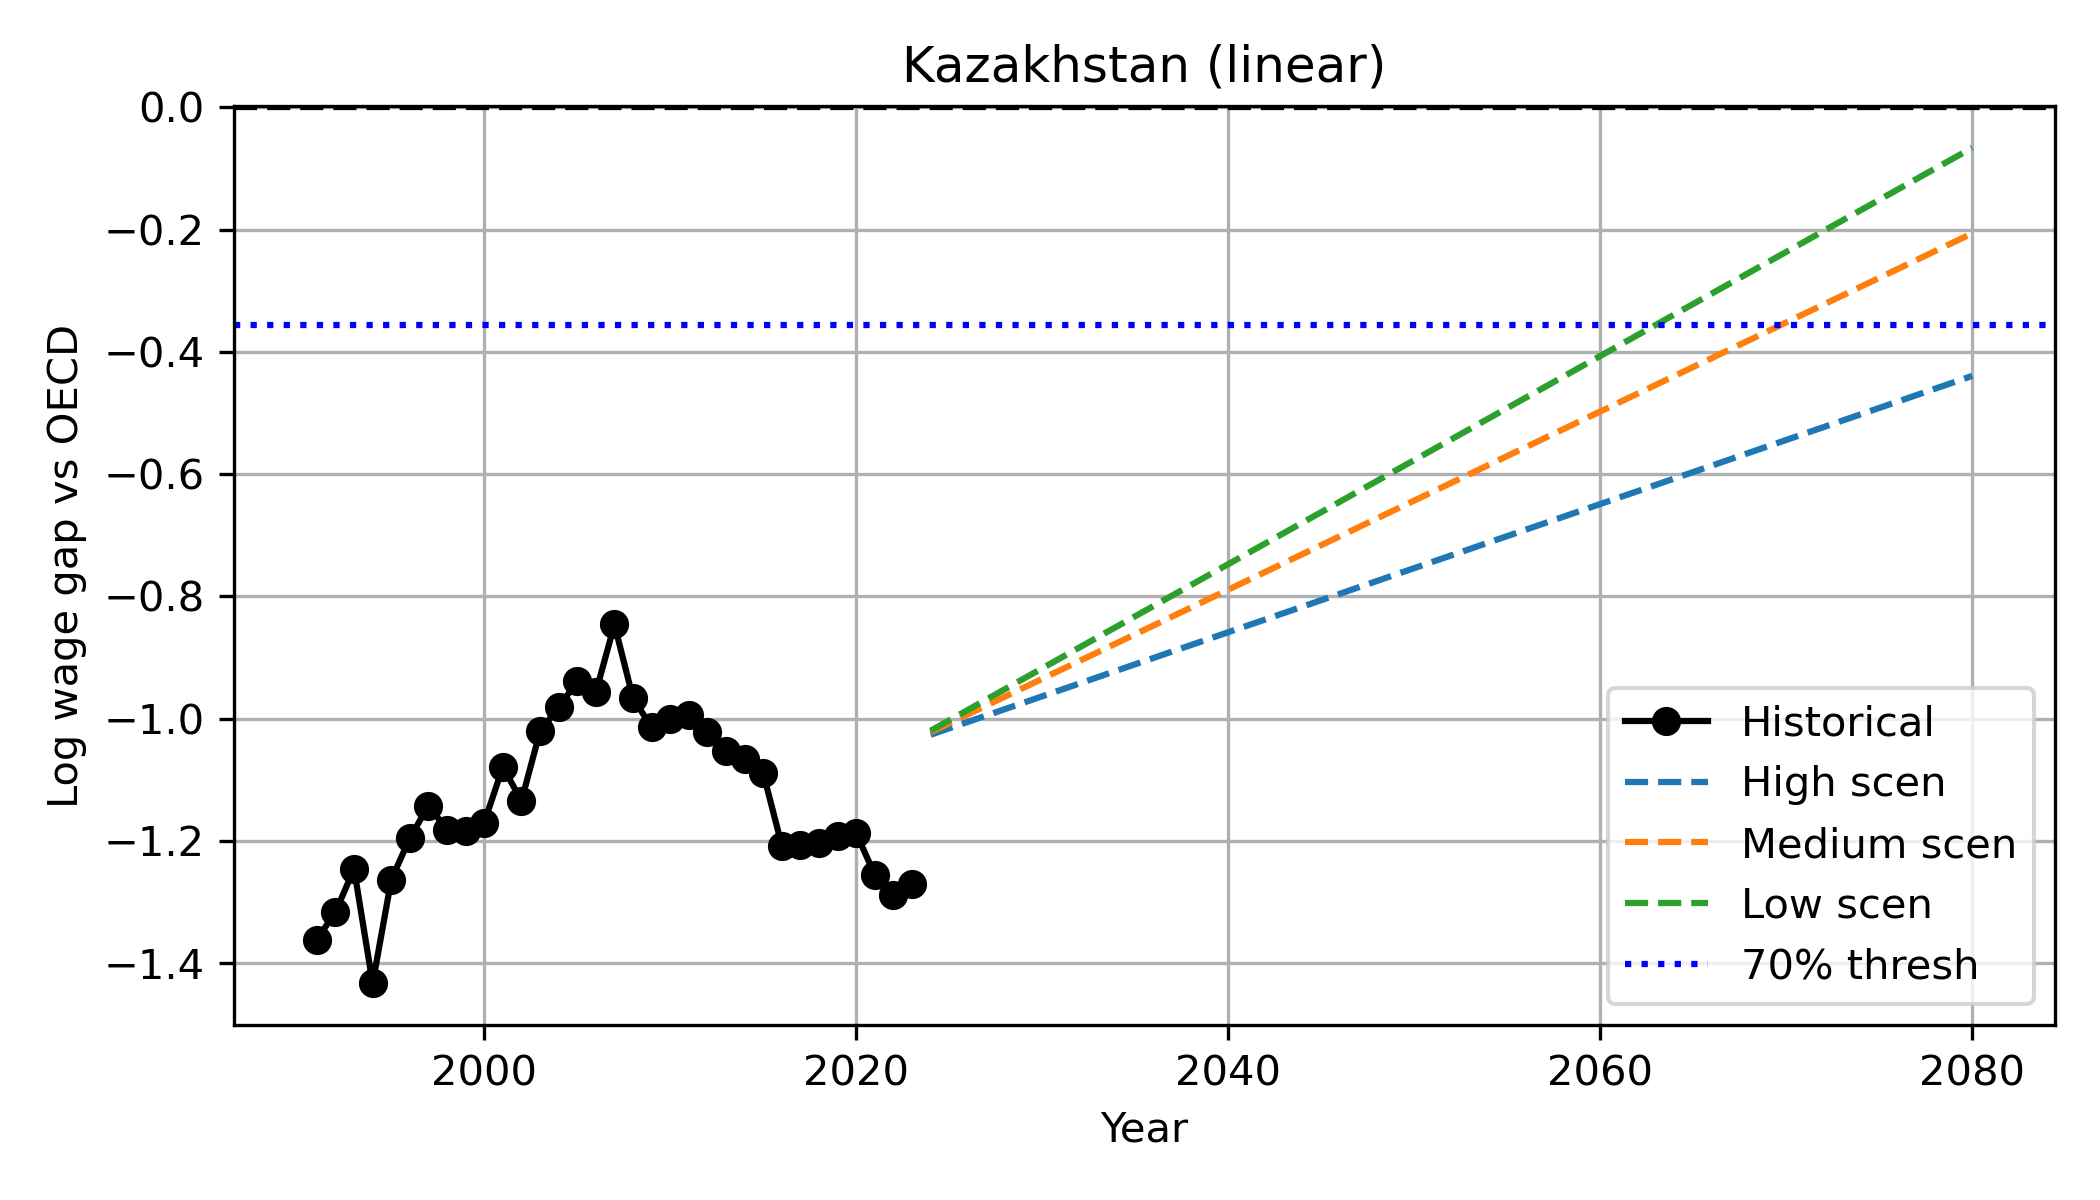 Kazakhstan (linear)
0.0
−0.2
−0.4
−0.6
−0.8
−1.0
−1.2
−1.4
Log wage gap vs OECD
2000 2020 2040 2060 2080
Year
Historical
High scen
Medium scen
Low scen
70% thresh